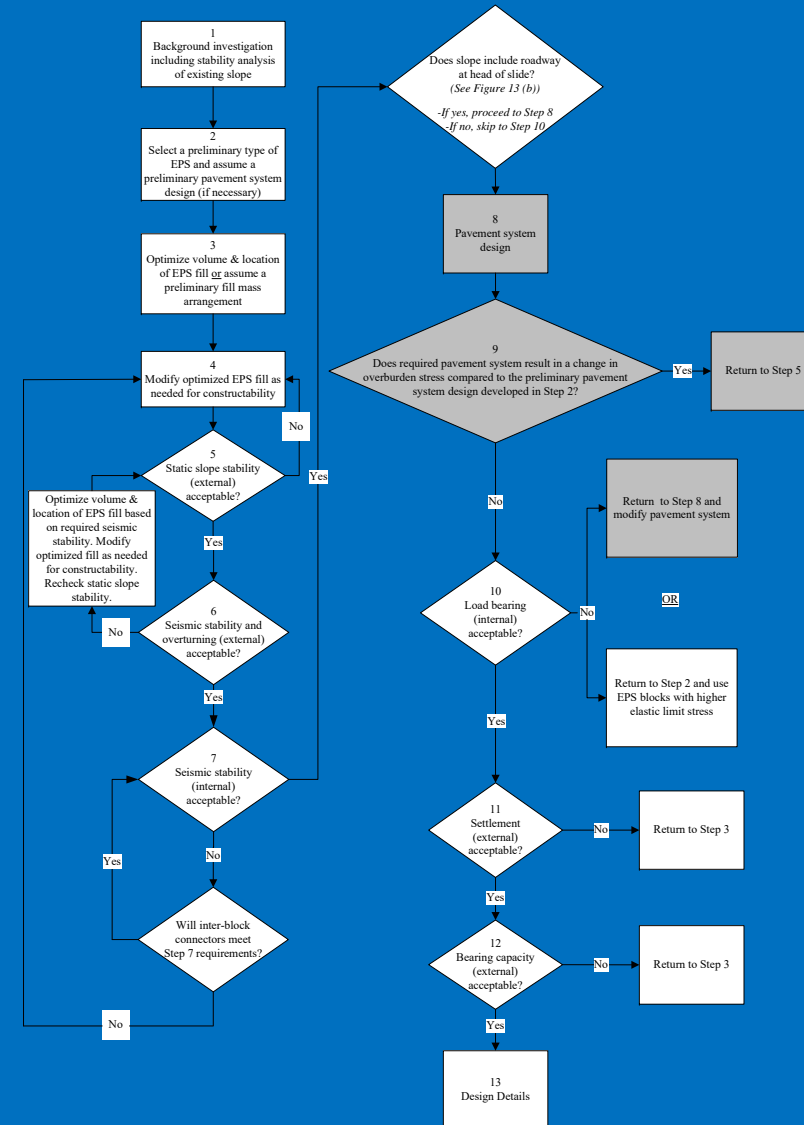 1
Background investigation
including stability analysis
of existing slope
2
Select a preliminary type of
EPS and assume a
preliminary pavement system
design (if necessary)
3
Optimize volume & location
of EPS fill or assume a
preliminary fill mass
arrangement
4
Modify optimized EPS fill as
needed for constructability
No
5
Static slope stability
(external)
acceptable?
Yes
Optimize volume &
location of EPS fill based
on required seismic
stability. Modify
optimized fill as needed
for constructability.
Recheck static slope
stability.
6
Seismic stability and
overturning (external)
acceptable?
No
Yes
7
Seismic stability
(internal)
acceptable?
Yes
No
Yes
Will inter-block
connectors meet
Step 7 requirements?
No
Does slope include roadway
at head of slide?
(See Figure 13 (b))
-If yes, proceed to Step 8
-If no, skip to Step 10
8
Pavement system
design
9
Does required pavement system result in a change in
overburden stress compared to the preliminary pavement
system design developed in Step 2?
Yes
Return to Step 5
No
10
Load bearing
(internal)
acceptable?
No
Return to Step 8 and
modify pavement system
OR
Return to Step 2 and use
EPS blocks with higher
elastic limit stress
Yes
11
Settlement
(external)
acceptable?
No
Return to Step 3
Yes
12
Bearing capacity
(external)
acceptable?
No
Return to Step 3
Yes
13
Design Details